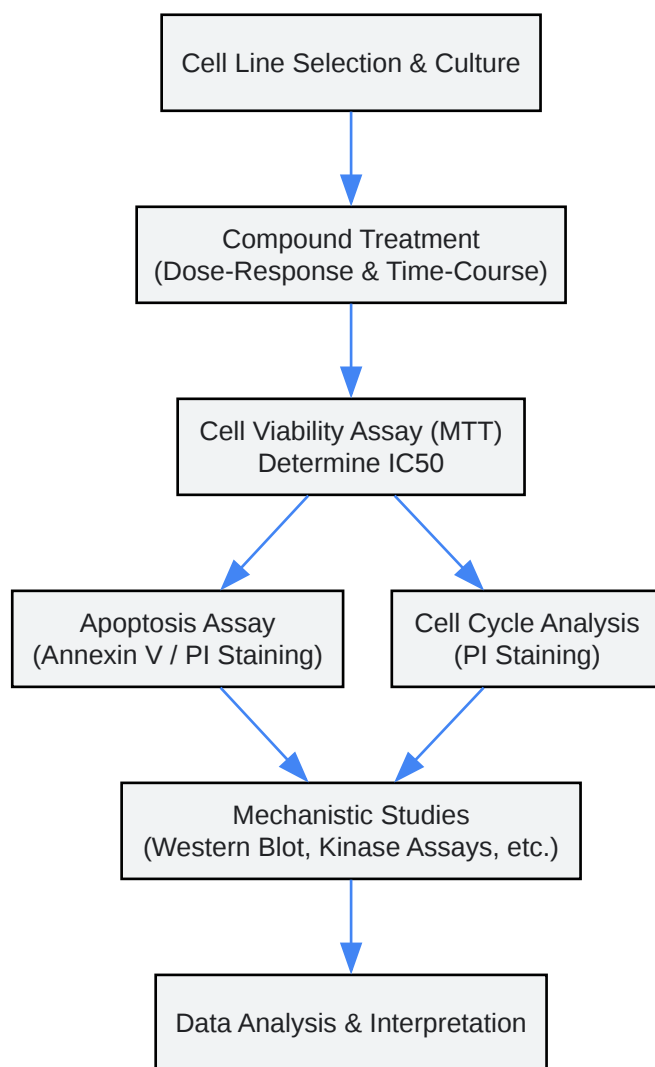 Cell Line Selection & Culture
Compound Treatment
(Dose-Response & Time-Course)
Cell Viability Assay (MTT)
Determine IC50
Apoptosis Assay
(Annexin V / PI Staining)
Cell Cycle Analysis
(PI Staining)
Mechanistic Studies
(Western Blot, Kinase Assays, etc.)
Data Analysis & Interpretation